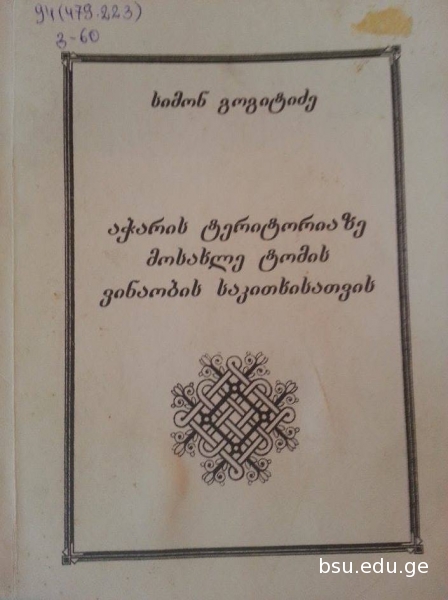 94(479.223)
გ-60
სიმონ გოგიტიძე
აჭარის ტერიტორიაზე
მოსახლე ტომის
ვინაობის საკითხისათვის
bsu.edu.ge